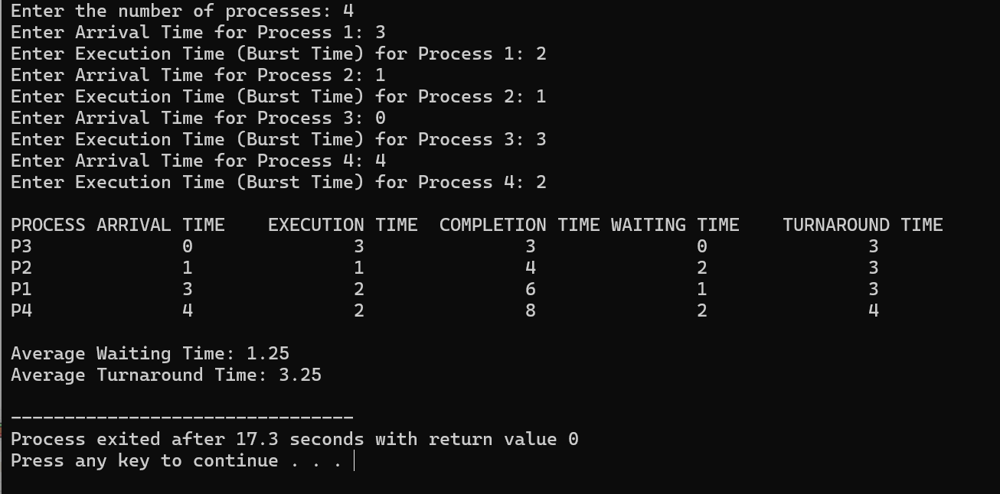 Enter the number of processes: 4
Enter Arrival Time for Process 1: 3
Enter Execution Time (Burst Time) for Process 1: 2
Enter Arrival Time for Process 2: 1
Enter Execution Time (Burst Time) for Process 2: 1
Enter Arrival Time for Process 3: 0
Enter Execution Time (Burst Time) for Process 3: 3
Enter Arrival Time for Process 4: 4
Enter Execution Time (Burst Time) for Process 4: 2

PROCESS ARRIVAL TIME    EXECUTION TIME  COMPLETION TIME WAITING TIME    TURNAROUND TIME
P3              0               3               3               0               3
P2              1               1               4               2               3
P1              3               2               6               1               3
P4              4               2               8               2               4

Average Waiting Time: 1.25
Average Turnaround Time: 3.25

--------------------------------
Process exited after 17.3 seconds with return value 0
Press any key to continue . . .